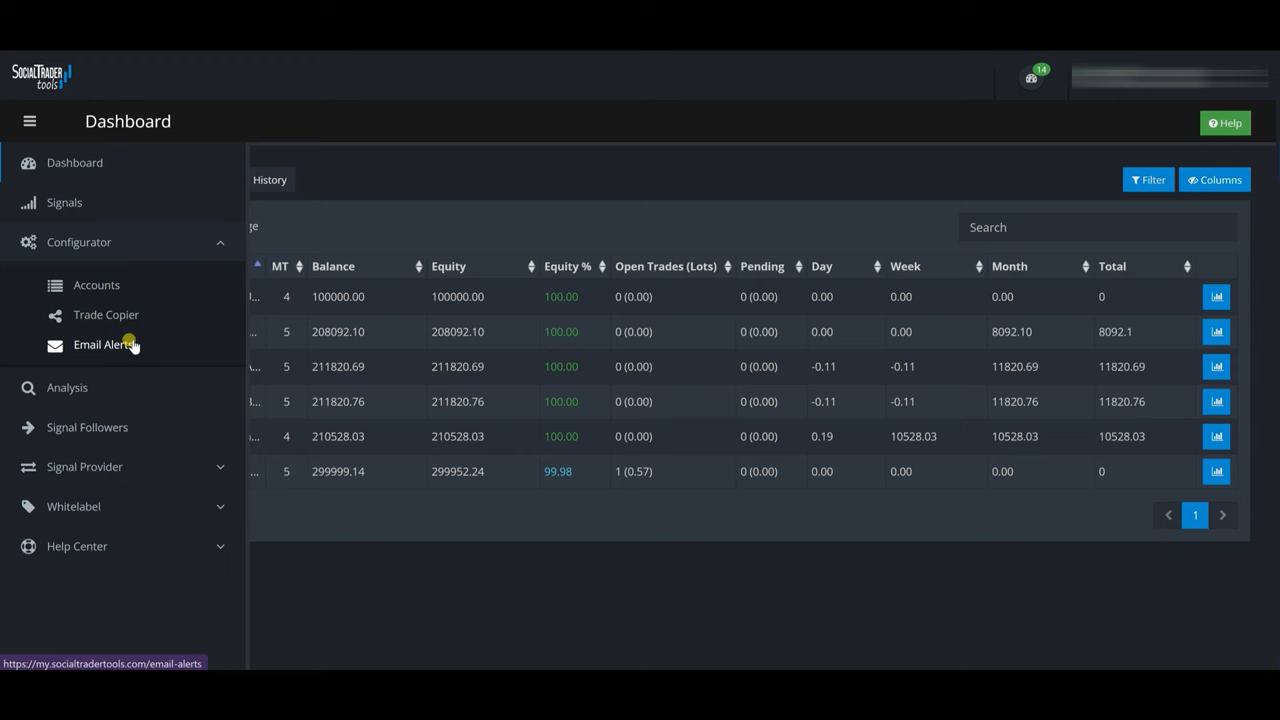 SOCIALTRADER
tools
14
Dashboard
Help
Dashboard
Signals
Configurator
Accounts
Trade Copier
Email Alerts
Analysis
Signal Followers
Signal Provider
Whitelabel
Help Center
History
Filter
Columns
ge
Search
MT Balance Equity Equity % Open Trades (Lots) Pending Day Week Month Total
... 4 100000.00 100000.00 100.00 0 (0.00) 0 (0.00) 0.00 0.00 0.00 0
... 5 208092.10 208092.10 100.00 0 (0.00) 0 (0.00) 0.00 0.00 8092.10 8092.1
... 5 211820.69 211820.69 100.00 0 (0.00) 0 (0.00) -0.11 -0.11 11820.69 11820.69
... 5 211820.76 211820.76 100.00 0 (0.00) 0 (0.00) -0.11 -0.11 11820.76 11820.76
... 4 210528.03 210528.03 100.00 0 (0.00) 0 (0.00) 0.19 10528.03 10528.03 10528.03
... 5 299999.14 299952.24 99.98 1 (0.57) 0 (0.00) 0.00 0.00 0.00 0
1
https://my.socialtradertools.com/email-alerts